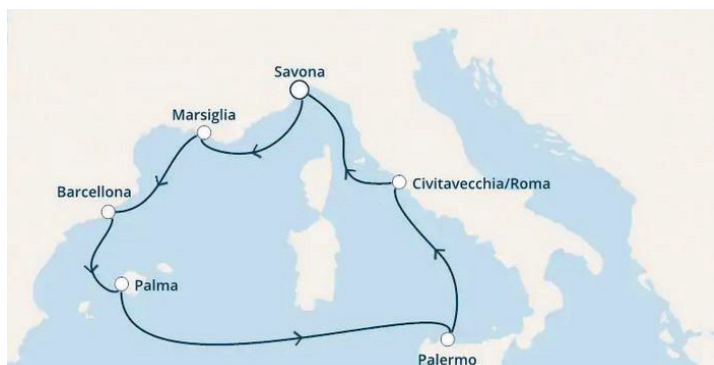 Savona
Marsiglia
Barcellona
Civitavecchia/Roma
Palma
Palermo